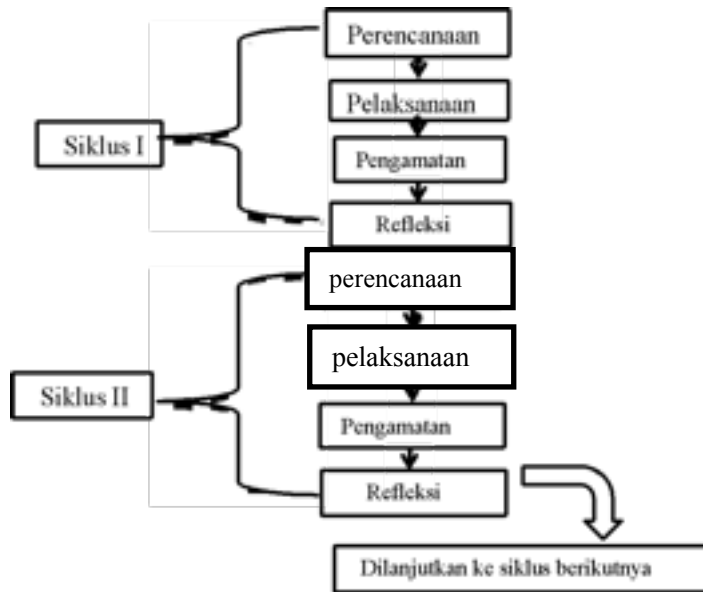 Perencanaan
Pelaksanaan
Siklus I
Pengamatan
Refleksi
perencanaan
pelaksanaan
Siklus II
Pengamatan
Refleksi
Dilanjutkan ke siklus berikutnya